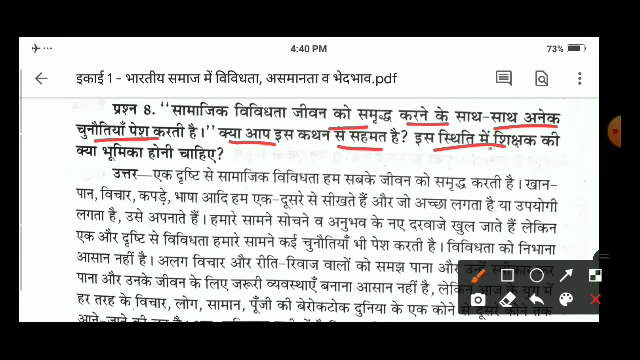 4:40 PM
73%
इकाई 1 - भारतीय समाज में विविधता, असमानता व भेदभाव.pdf
प्रश्न 8. "सामाजिक विविधता जीवन को समृद्ध करने के साथ-साथ अनेक
चुनौतियाँ पेश करती है।" क्या आप इस कथन से सहमत है? इस स्थिति में शिक्षक की
क्या भूमिका होनी चाहिए?
उत्तर—एक दृष्टि से सामाजिक विविधता हम सबके जीवन को समृद्ध करती है। खान-
पान, विचार, कपड़े, भाषा आदि हम एक-दूसरे से सीखते हैं और जो अच्छा लगता है या उपयोगी
लगता है, उसे अपनाते हैं। हमारे सामने सोचने व अनुभव के नए दरवाजे खुल जाते हैं लेकिन
एक और दृष्टि से विविधता हमारे सामने कई चुनौतियाँ भी पेश करती है। विविधता को निभाना
आसान नहीं है। अलग विचार और रीति-रिवाज वालों को समझ पाना और
पाना और उनके जीवन के लिए जरूरी व्यवस्थाएँ बनाना आसान नहीं है, लेकिन
हर तरह के विचार, लोग, सामान, पूँजी की बेरोकटोक दुनिया के एक कोने